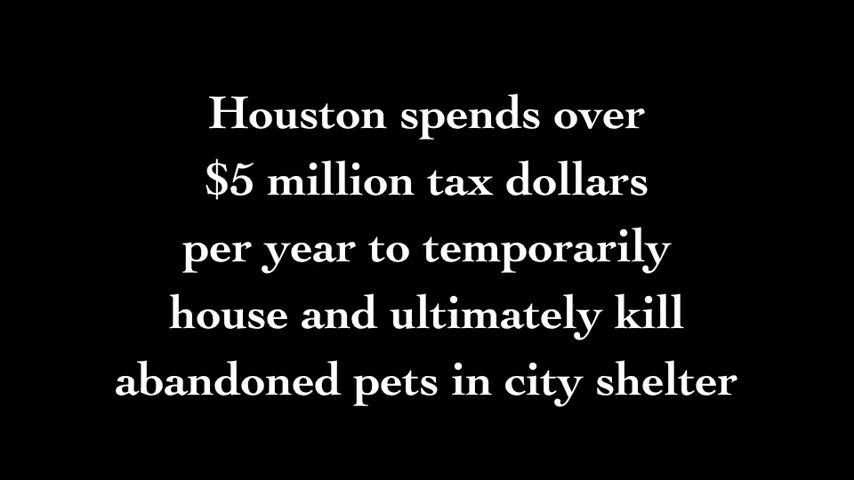 Houston spends over
$5 million tax dollars
per year to temporarily
house and ultimately kill
abandoned pets in city shelter